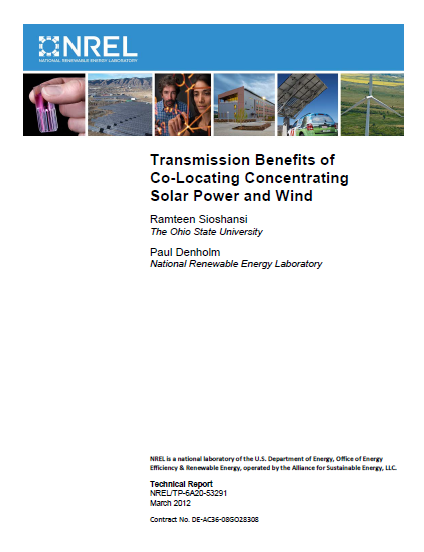 NREL
NATIONAL RENEWABLE ENERGY LABORATORY
Transmission Benefits of
Co-Locating Concentrating
Solar Power and Wind
Ramteen Sioshansi
The Ohio State University
Paul Denholm
National Renewable Energy Laboratory
NREL is a national laboratory of the U.S. Department of Energy, Office of Energy
Efficiency & Renewable Energy, operated by the Alliance for Sustainable Energy, LLC.
Technical Report
NREL/TP-6A20-53291
March 2012
Contract No. DE-AC36-08GO28308